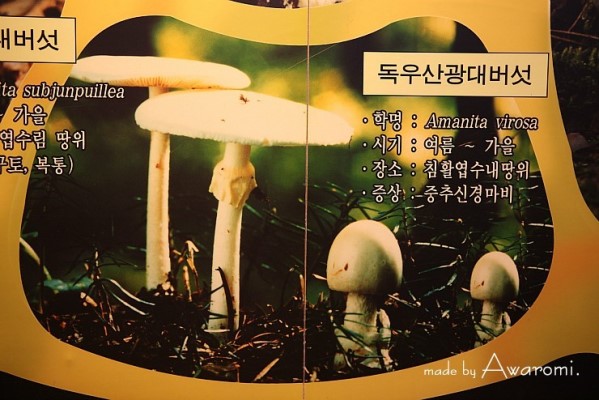 대버섯
ita subjunpuillea
~ 가을
엽수림 땅위
구토, 복통)
독우산광대버섯
· 학명 : Amanita virosa
· 시기 : 여름 ~ 가을
· 장소 : 침활엽수내땅위
· 증상 : 중추신경마비
made by Awaromi.